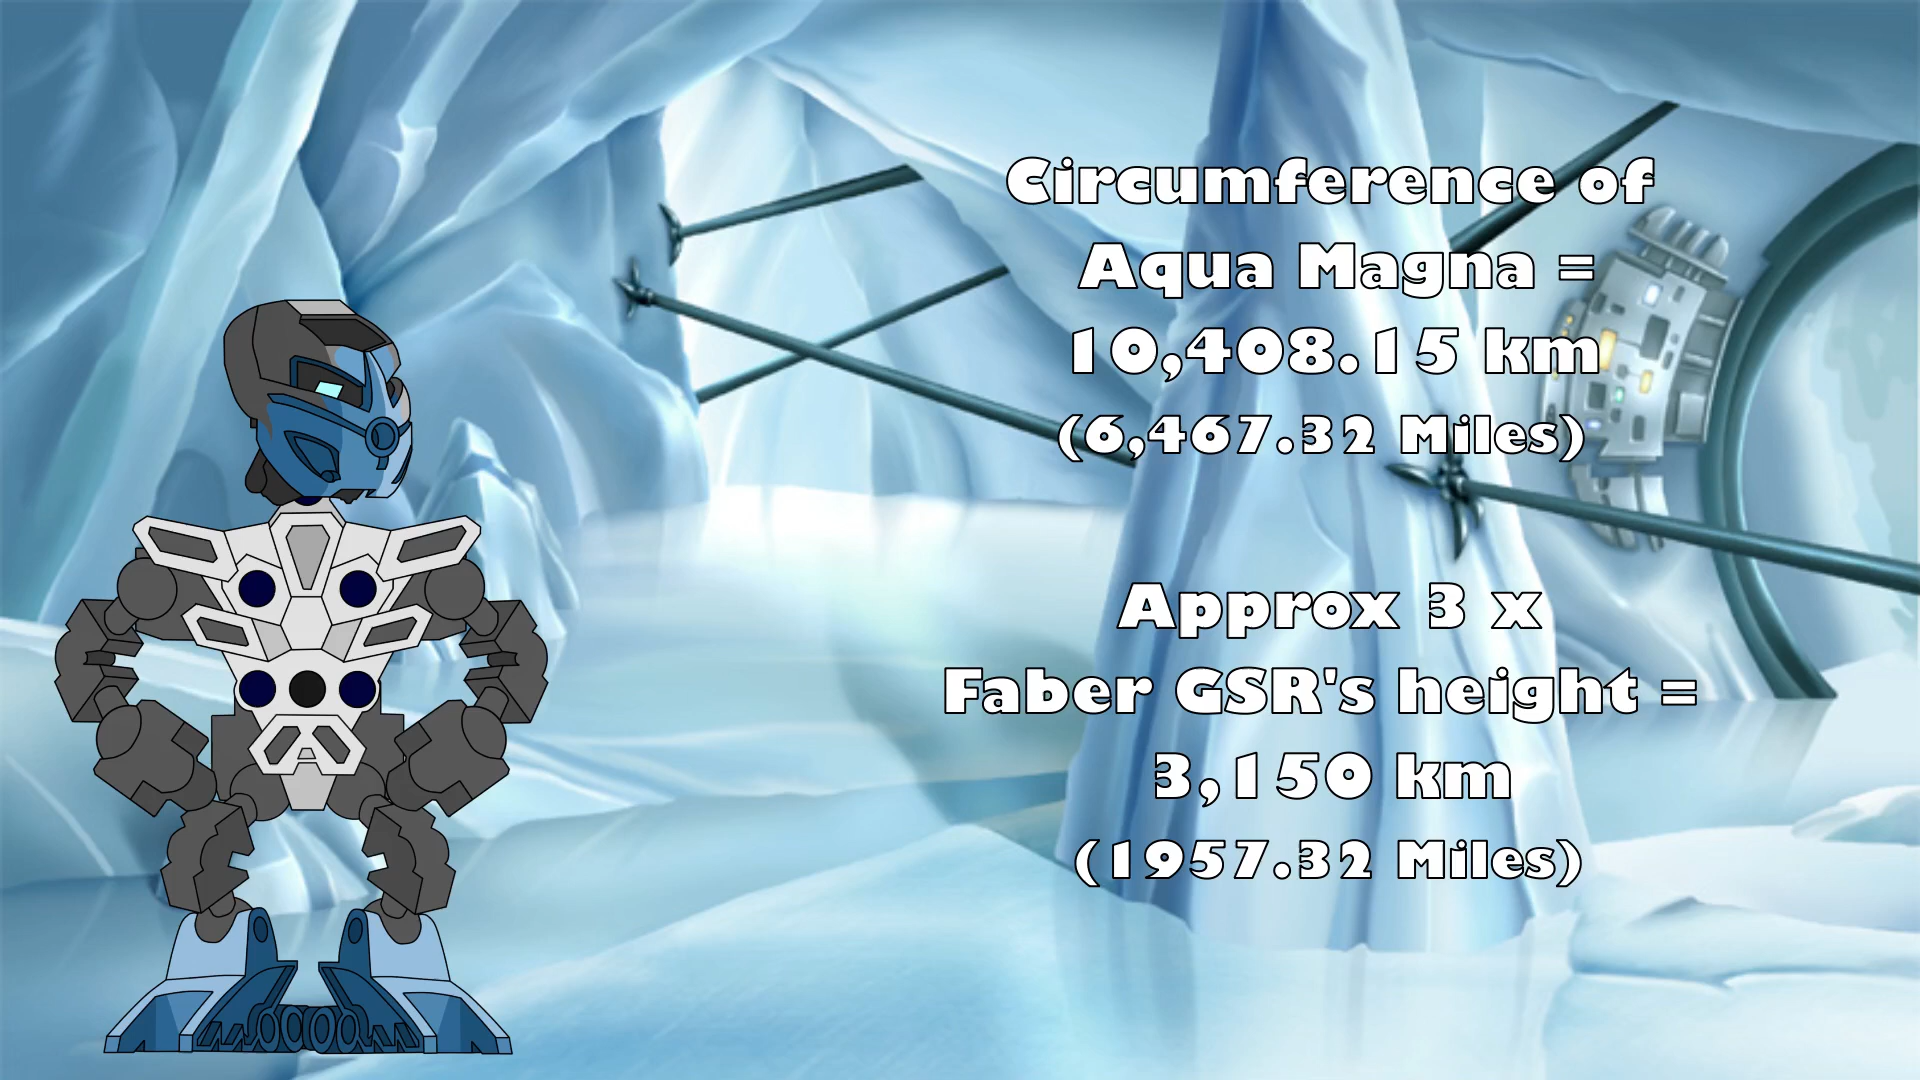 Circumference of
Aqua Magna =
10,408.15 km
(6,467.32 Miles)
Approx 3 x
Faber GSR's height =
3,150 km
(1957.32 Miles)